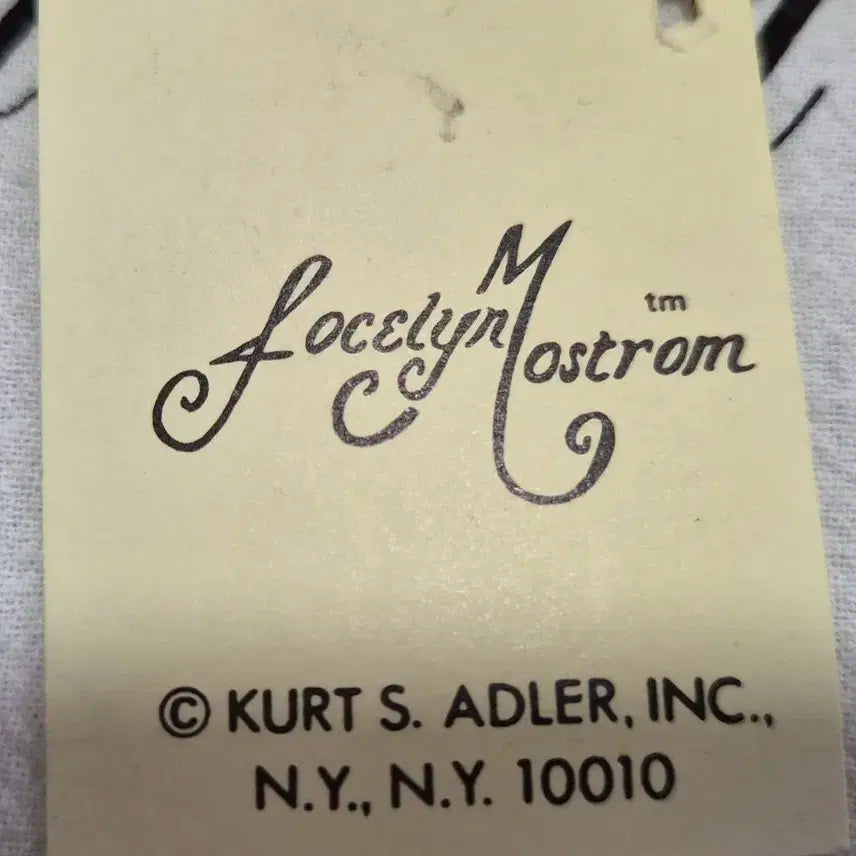 Jocelyn Mostrom tm
© KURT S. ADLER, INC.,
N.Y., N.Y. 10010